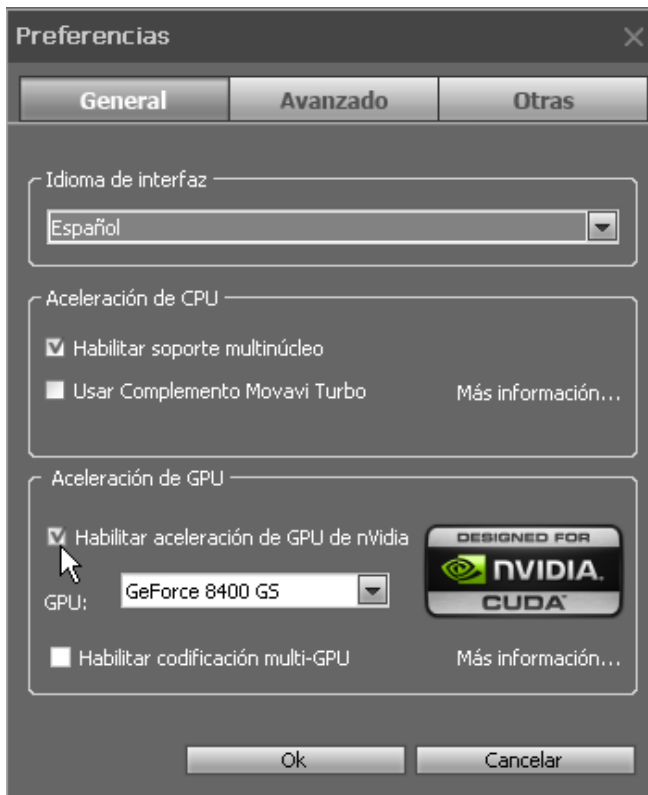 Preferencias
General Avanzado Otras
Idioma de interfaz
Español
Aceleración de CPU
Habilitar soporte multinúcleo
Usar Complemento Movavi Turbo Más información...
Aceleración de GPU
Habilitar aceleración de GPU de nVidia
DESIGNED FOR
NVIDIA.
CUDA
GPU: GeForce 8400 GS
Habilitar codificación multi-GPU Más información...
Ok Cancelar